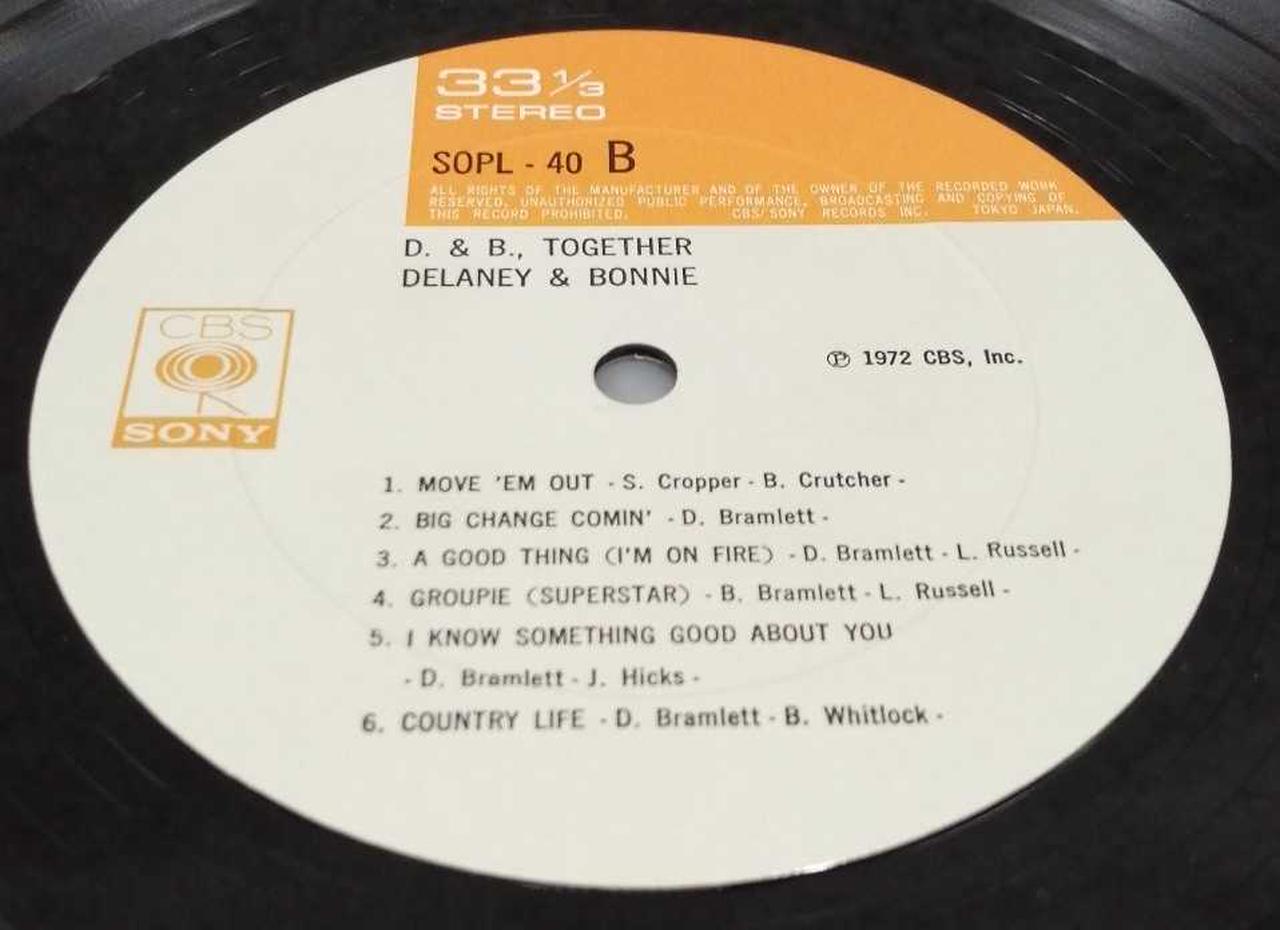 33 1/3
STEREO
SOPL - 40 B
ALL RIGHTS OF THE MANUFACTURER AND OF THE OWNER OF THE RECORDED WORK
RESERVED. UNAUTHORIZED PUBLIC PERFORMANCE, BROADCASTING AND COPYING OF
THIS RECORD PROHIBITED. CBS/SONY RECORDS INC. TOKYO JAPAN.
D. & B., TOGETHER
DELANEY & BONNIE
CBS
SONY
℗ 1972 CBS, Inc.
1. MOVE 'EM OUT - S. Cropper - B. Crutcher -
2. BIG CHANGE COMIN' - D. Bramlett -
3. A GOOD THING (I'M ON FIRE) - D. Bramlett - L. Russell -
4. GROUPIE (SUPERSTAR) - B. Bramlett - L. Russell -
5. I KNOW SOMETHING GOOD ABOUT YOU
- D. Bramlett - J. Hicks -
6. COUNTRY LIFE - D. Bramlett - B. Whitlock -